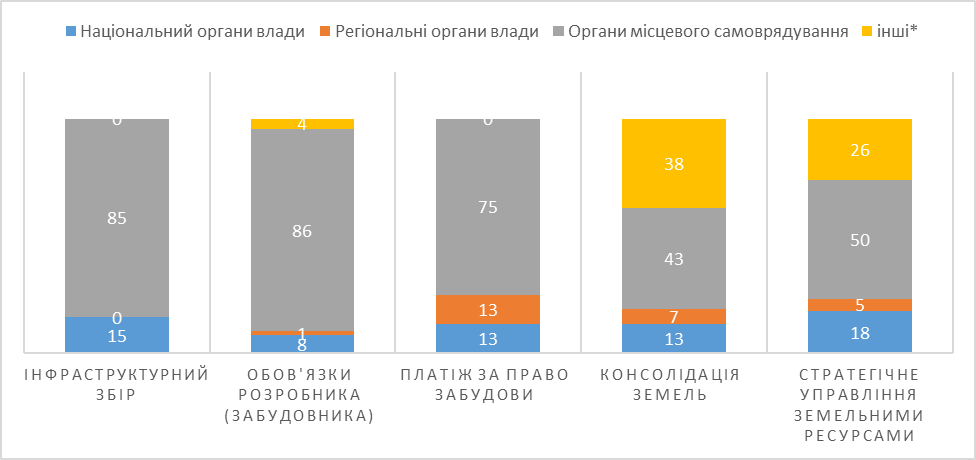 Національний органи влади Регіональні органи влади Органи місцевого самоврядування інші*
0 4 0 38 26
85 86 75 43 50
0 1 13 7 5
15 8 13 13 18
ІНФРАСТРУКТУРНИЙ ЗБІР
ОБОВ'ЯЗКИ РОЗРОБНИКА (ЗАБУДОВНИКА)
ПЛАТІЖ ЗА ПРАВО ЗАБУДОВИ
КОНСОЛІДАЦІЯ ЗЕМЕЛЬ
СТРАТЕГІЧНЕ УПРАВЛІННЯ ЗЕМЕЛЬНИМИ РЕСУРСАМИ